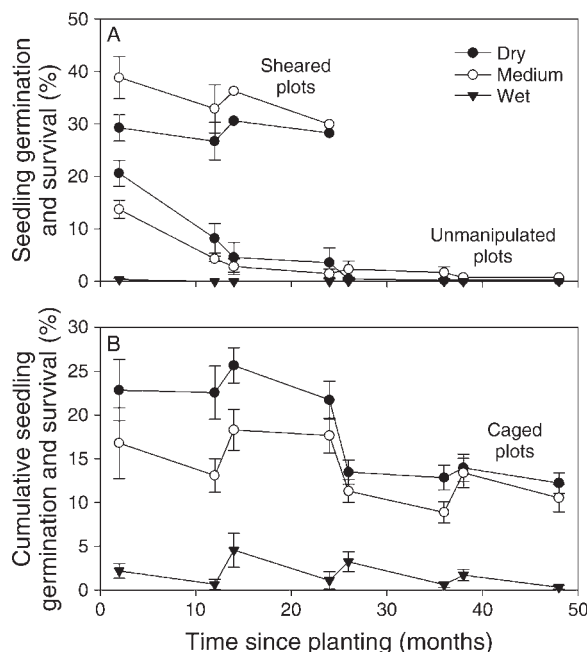 50
40
30
20
10
0
A
Sheared
plots
Dry
Medium
Wet
Unmanipulated
plots
Seedling germination
and survival (%)
30
25
20
15
10
5
0
B
Caged
plots
Cumulative seedling
germination and survival (%)
0 10 20 30 40 50
Time since planting (months)